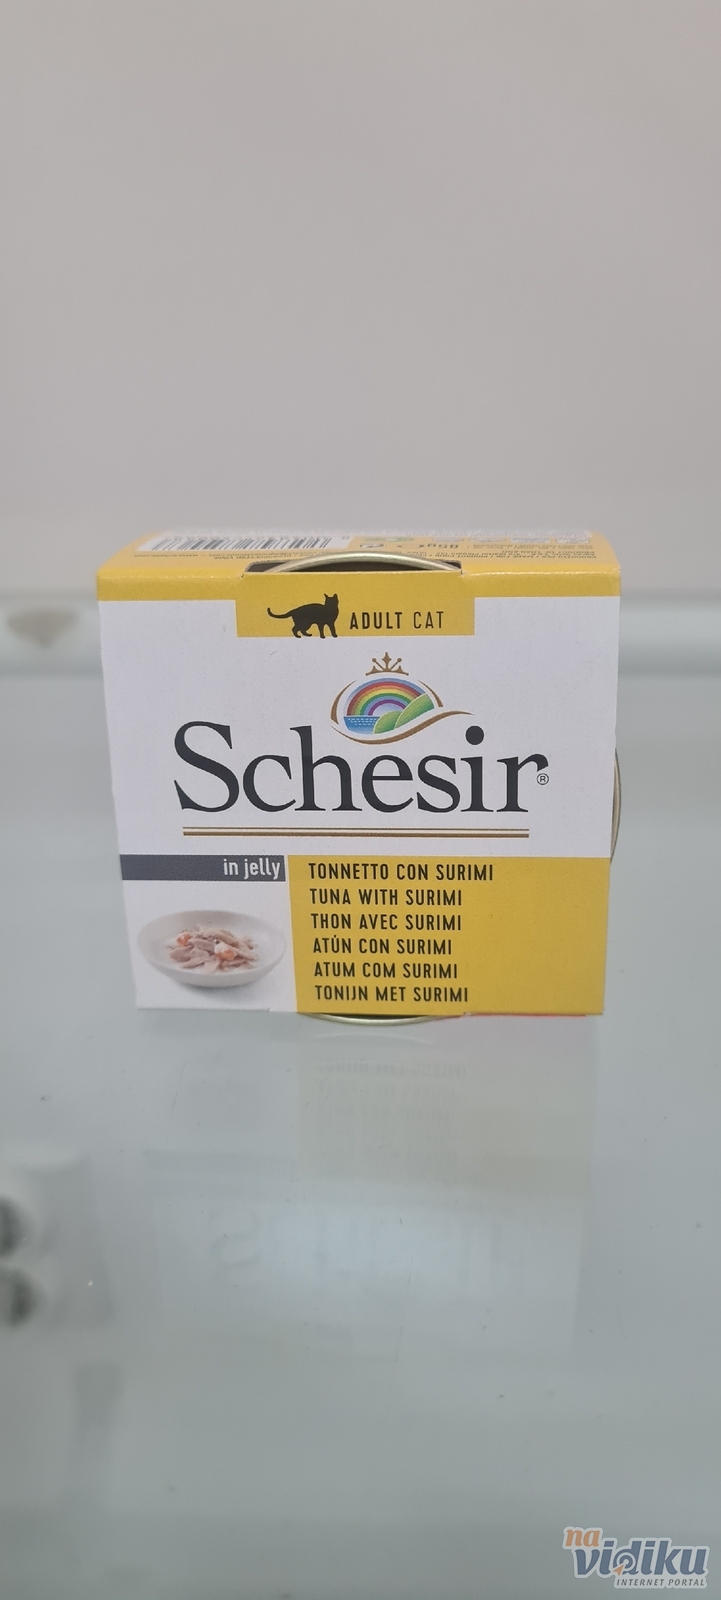 85g
ADULT CAT
Schesir®
in jelly
TONNETTO CON SURIMI
TUNA WITH SURIMI
THON AVEC SURIMI
ATÚN CON SURIMI
ATUM COM SURIMI
TONIJN MET SURIMI
na
vidiku
INTERNET PORTAL